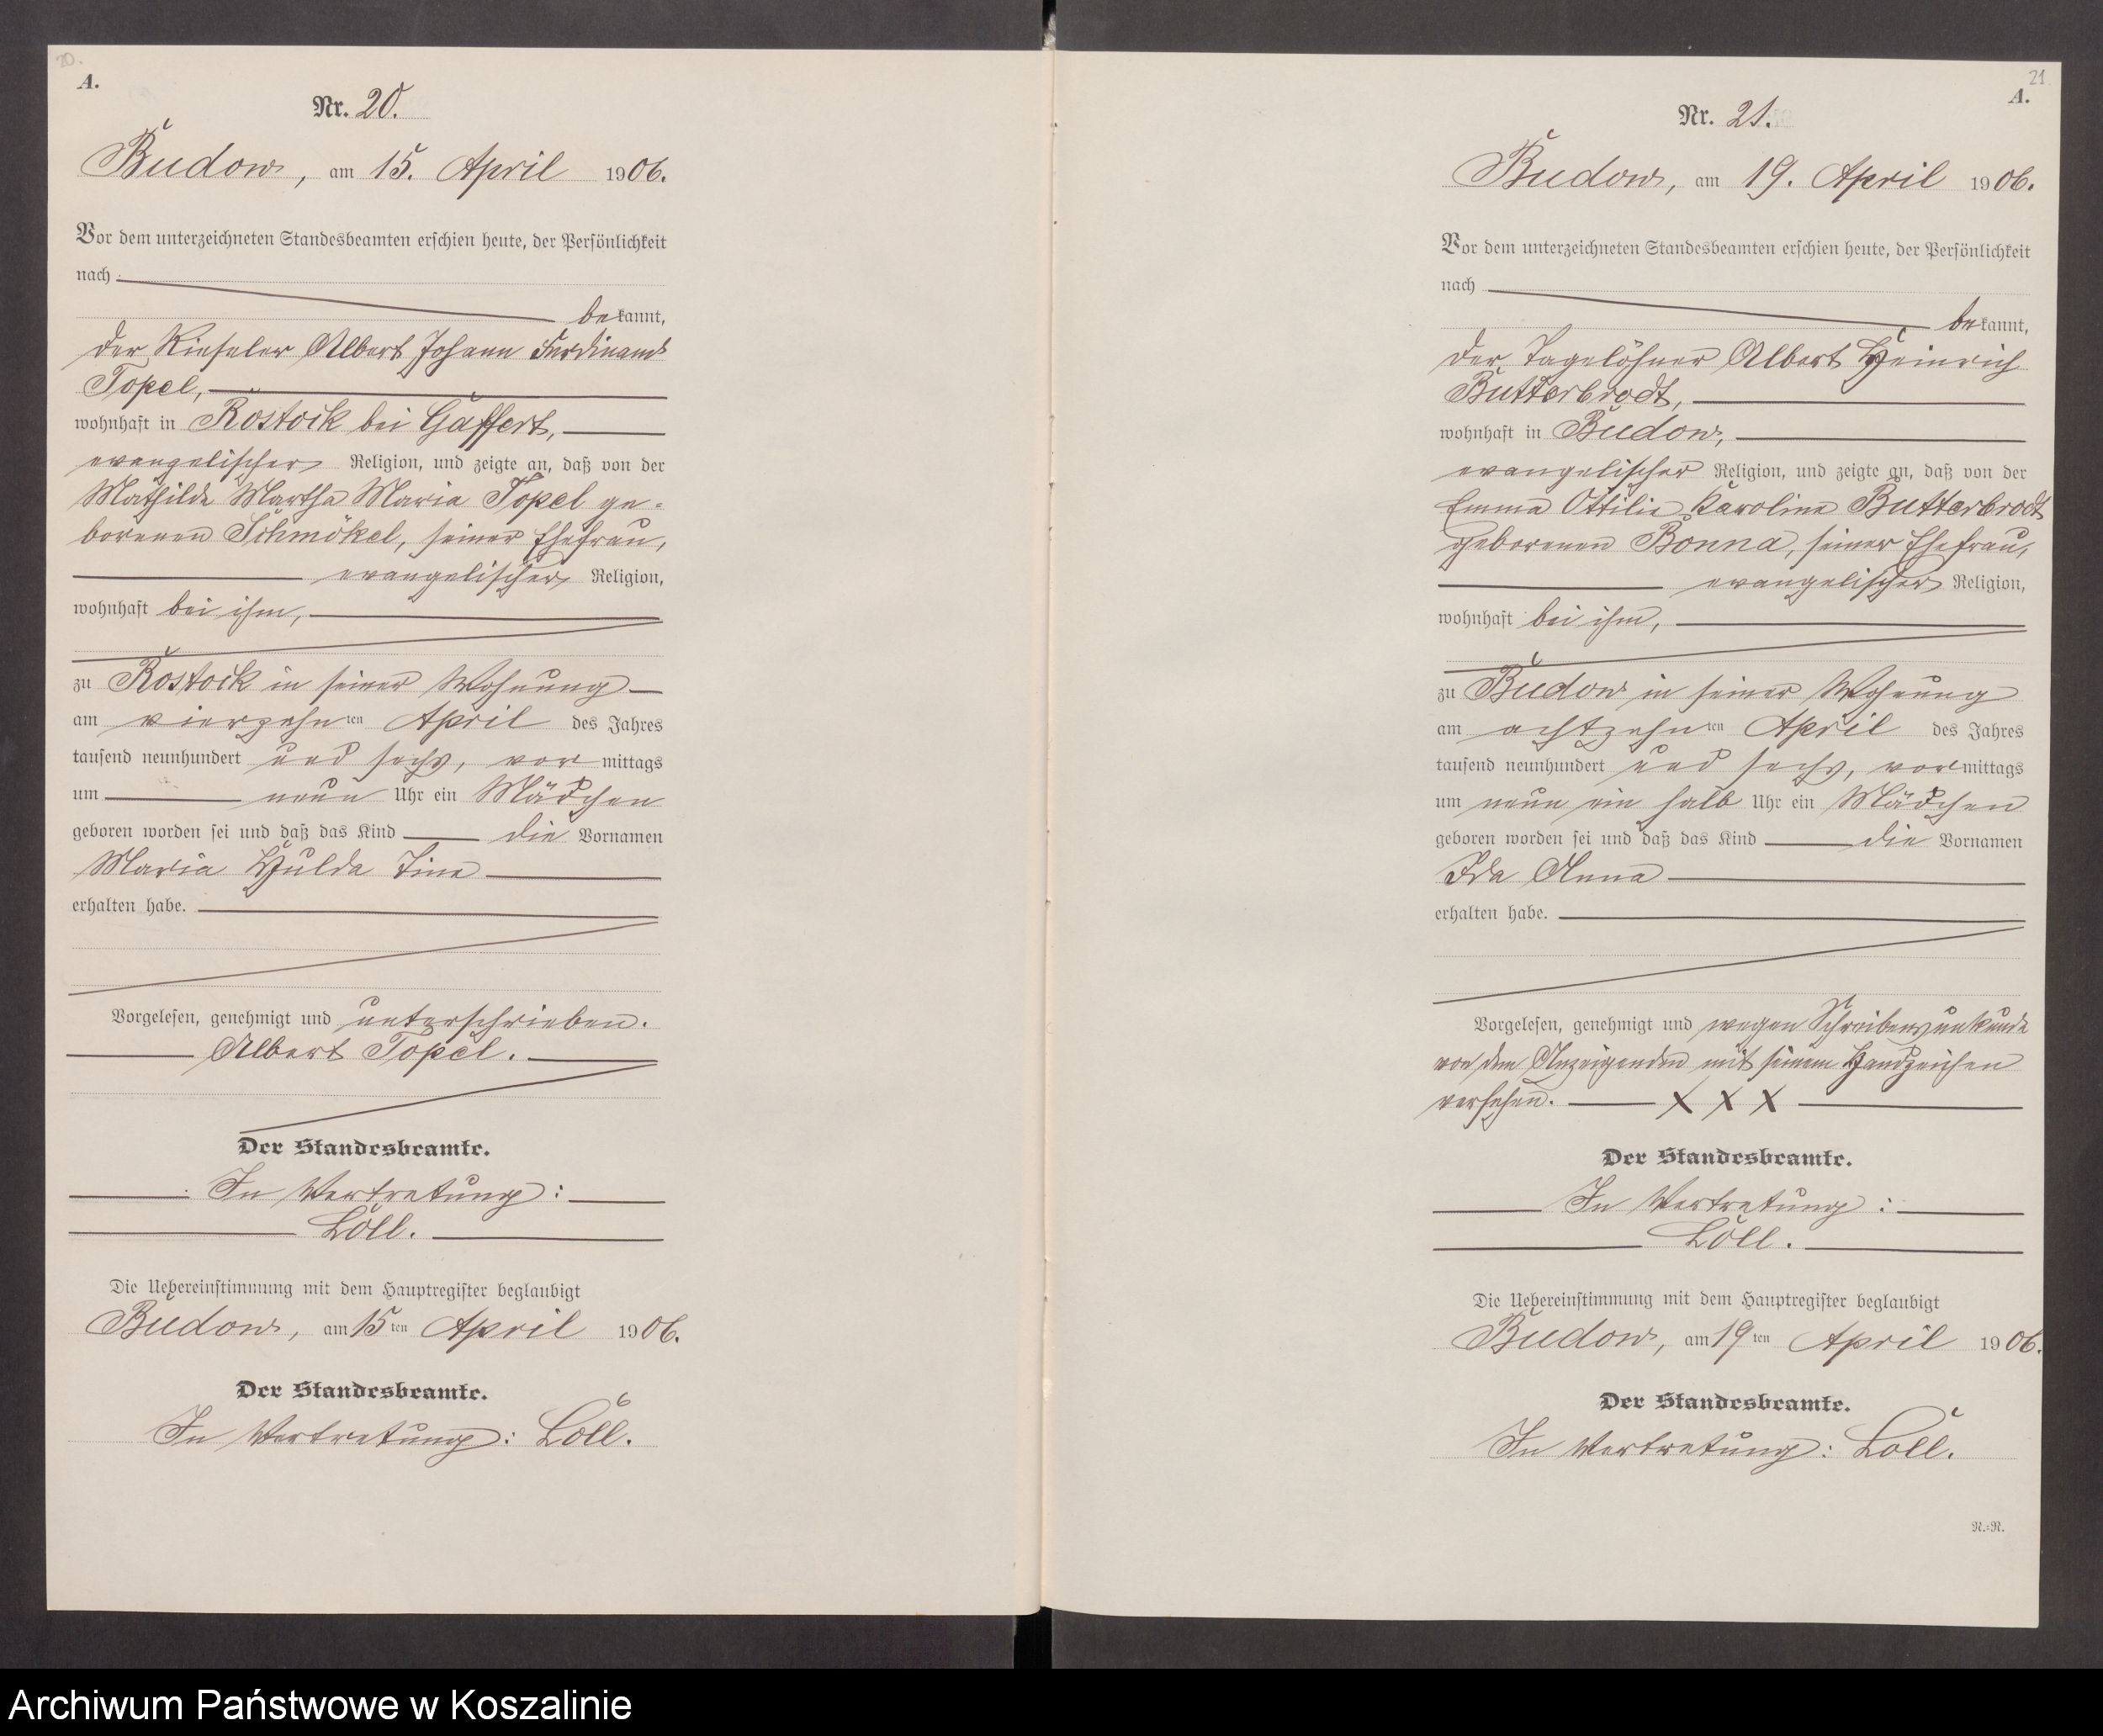 20.
A.
Nr. 20.
Budow, am 15. April 1906.
Vor dem unterzeichneten Standesbeamten erschien heute, der Persönlichkeit
nach
bekannt,
der Rieseler Albert Johann Ferdinand
Topel,
wohnhaft in Rostock bei Gaffert,
evangelischer Religion, und zeigte an, daß von der
Mathilde Martha Maria Topel ge-
borenen Schmökel, seiner Ehefrau,
evangelischer Religion,
wohnhaft bei ihm,
zu Rostock in seiner Wohnung
am vierzehnten April des Jahres
tausend neunhundert und sechs, vormittags
um neun Uhr ein Mädchen
geboren worden sei und daß das Kind die Vornamen
Maria Hulda Tine
erhalten habe.
Vorgelesen, genehmigt und unterschrieben.
Albert Topel.
Der Standesbeamte.
In Vertretung:
Löll.
Die Uebereinstimmung mit dem Hauptregister beglaubigt
Budow, am 15ten April 1906.
Der Standesbeamte.
In Vertretung: Löll.
21
A.
Nr. 21.
Budow, am 19. April 1906.
Vor dem unterzeichneten Standesbeamten erschien heute, der Persönlichkeit
nach
bekannt,
der Tagelöhner Albert Heinrich
Butterbrodt,
wohnhaft in Budow,
evangelischer Religion, und zeigte an, daß von der
Emma Ottilie Karoline Butterbrodt
geborenen Bonna, seiner Ehefrau,
evangelischer Religion,
wohnhaft bei ihm,
zu Budow in seiner Wohnung
am achtzehnten April des Jahres
tausend neunhundert und sechs, vormittags
um neun ein halb Uhr ein Mädchen
geboren worden sei und daß das Kind die Vornamen
Ida Anna
erhalten habe.
Vorgelesen, genehmigt und wegen Schreibensunkunde
von dem Anzeigenden mit seinem Handzeichen
versehen. X X X
Der Standesbeamte.
In Vertretung:
Löll.
Die Uebereinstimmung mit dem Hauptregister beglaubigt
Budow, am 19ten April 1906.
Der Standesbeamte.
In Vertretung: Löll.
R.=R.
Archiwum Państwowe w Koszalinie